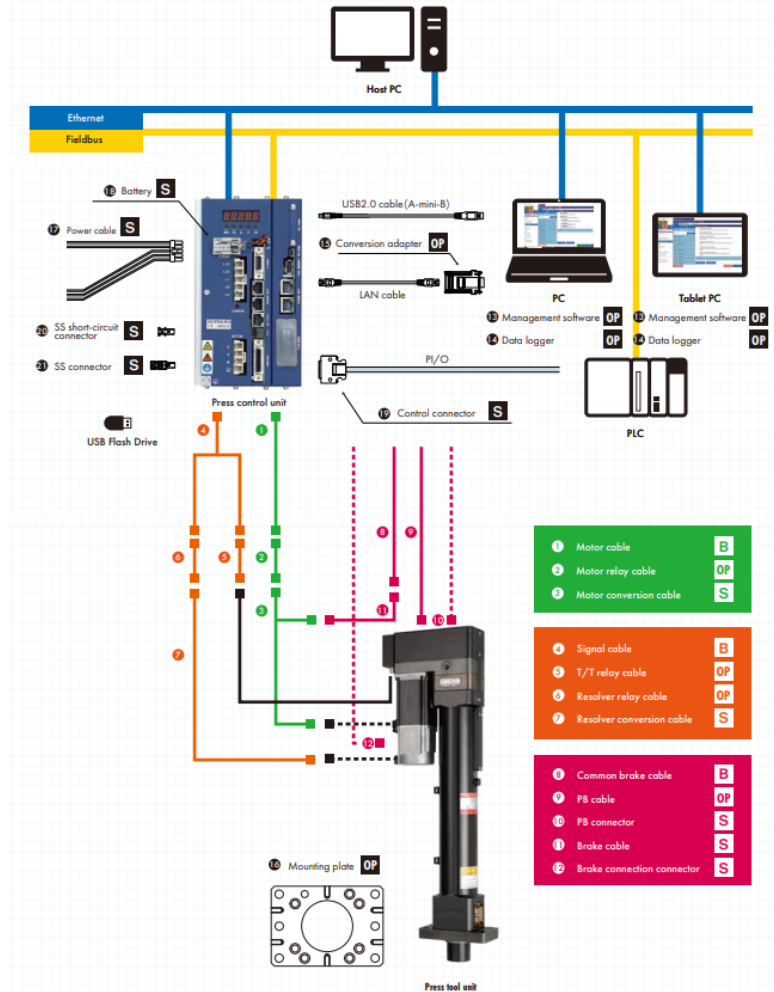 Host PC
Ethernet
Fieldbus
⑱ Battery S
⑰ Power cable S
USB2.0 cable (A-mini-B)
⑮ Conversion adapter OP
LAN cable
PC
Tablet PC
⑬ Management software OP
⑬ Management software OP
⑭ Data logger OP
⑭ Data logger OP
⑳ SS short-circuit
connector S
㉑ SS connector S
PI/O
Press control unit
⑲ Control connector S
PLC
USB Flash Drive
④
①
⑧
⑨
⑥
⑤
②
③
⑪
⑩
⑦
⑫
① Motor cable B
② Motor relay cable OP
③ Motor conversion cable S
④ Signal cable B
⑤ T/T relay cable OP
⑥ Resolver relay cable OP
⑦ Resolver conversion cable S
⑧ Common brake cable B
⑨ PB cable OP
⑩ PB connector S
⑪ Brake cable S
⑫ Brake connection connector S
⑯ Mounting plate OP
Press tool unit